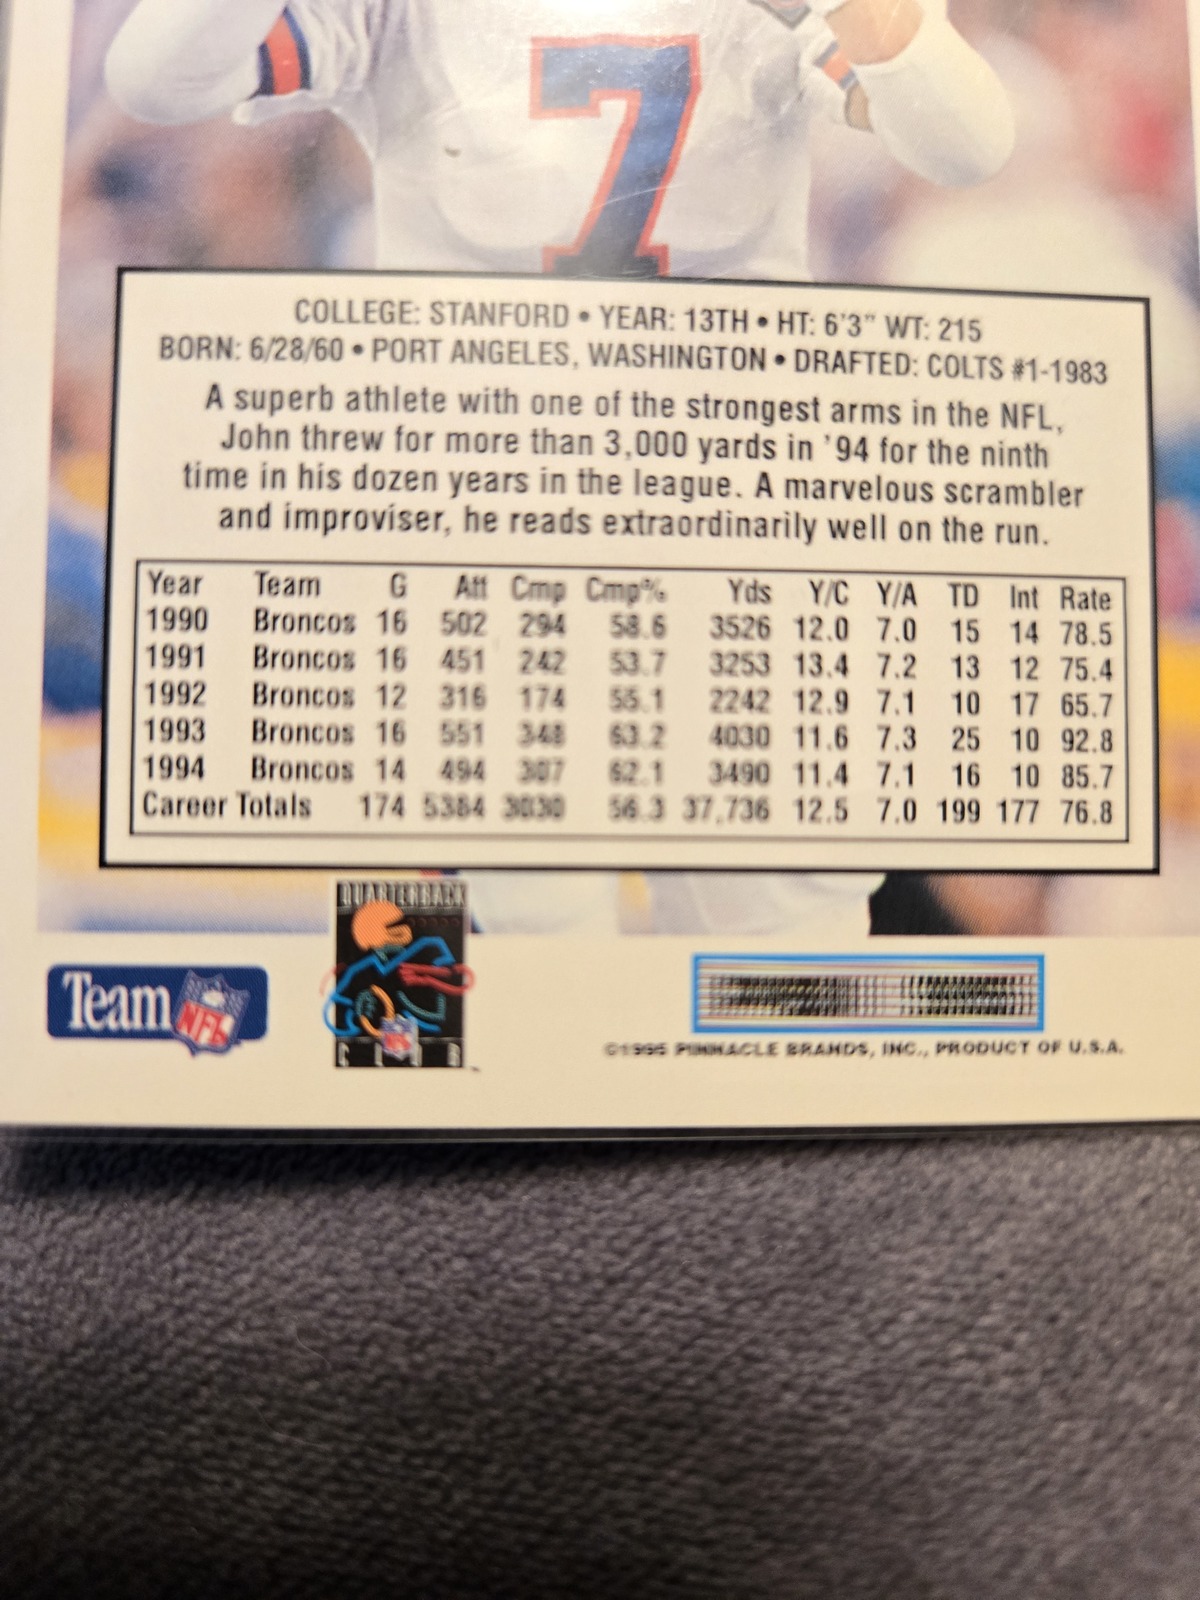 7
COLLEGE: STANFORD • YEAR: 13TH • HT: 6'3" WT: 215
BORN: 6/28/60 • PORT ANGELES, WASHINGTON • DRAFTED: COLTS #1-1983
A superb athlete with one of the strongest arms in the NFL,
John threw for more than 3,000 yards in '94 for the ninth
time in his dozen years in the league. A marvelous scrambler
and improviser, he reads extraordinarily well on the run.
Year Team G Att Cmp Cmp% Yds Y/C Y/A TD Int Rate
1990 Broncos 16 502 294 58.6 3526 12.0 7.0 15 14 78.5
1991 Broncos 16 451 242 53.7 3253 13.4 7.2 13 12 75.4
1992 Broncos 12 316 174 55.1 2242 12.9 7.1 10 17 65.7
1993 Broncos 16 551 348 63.2 4030 11.6 7.3 25 10 92.8
1994 Broncos 14 494 307 62.1 3490 11.4 7.1 16 10 85.7
Career Totals 174 5384 3030 56.3 37,736 12.5 7.0 199 177 76.8
QUARTERBACK
CLUB
NFL
Team NFL
©1995 PINNACLE BRANDS, INC., PRODUCT OF U.S.A.